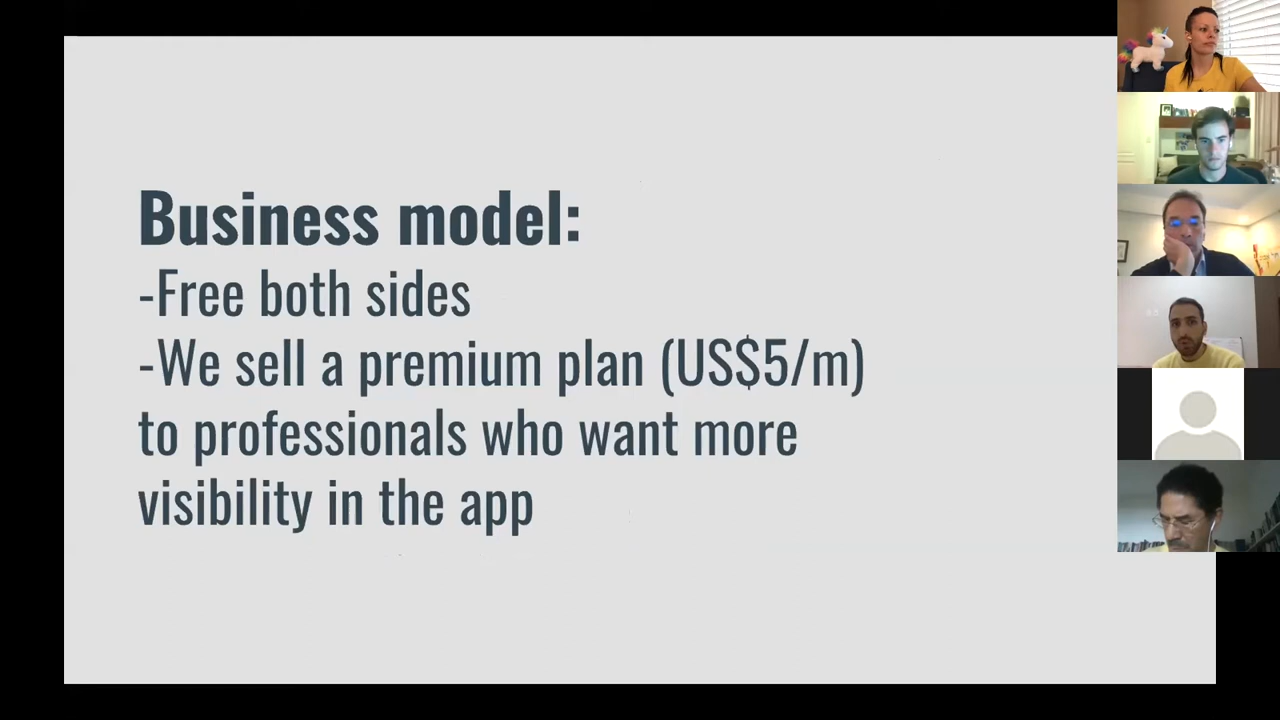 Business model:
-Free both sides
-We sell a premium plan (US$5/m)
to professionals who want more
visibility in the app